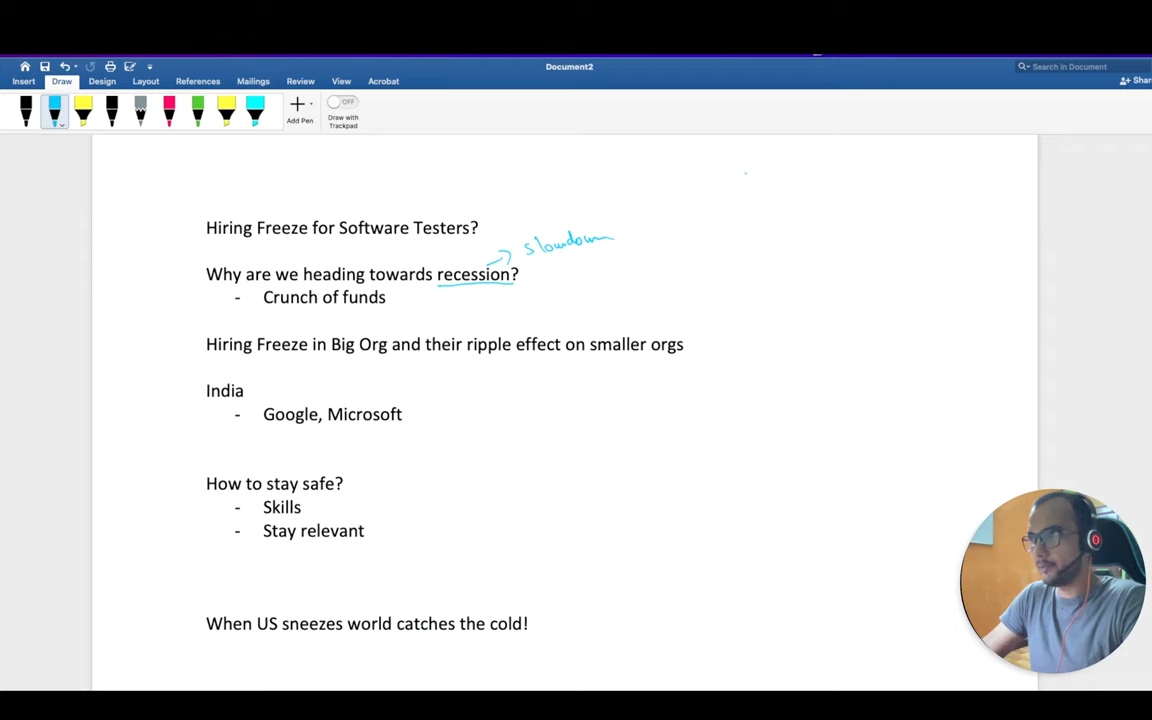 Document2
Search in Document
Insert Draw Design Layout References Mailings Review View Acrobat
Shar
Add Pen
OFF
Draw with
Trackpad
Hiring Freeze for Software Testers?
slowdown
Why are we heading towards recession?
- Crunch of funds
Hiring Freeze in Big Org and their ripple effect on smaller orgs
India
- Google, Microsoft
How to stay safe?
- Skills
- Stay relevant
When US sneezes world catches the cold!